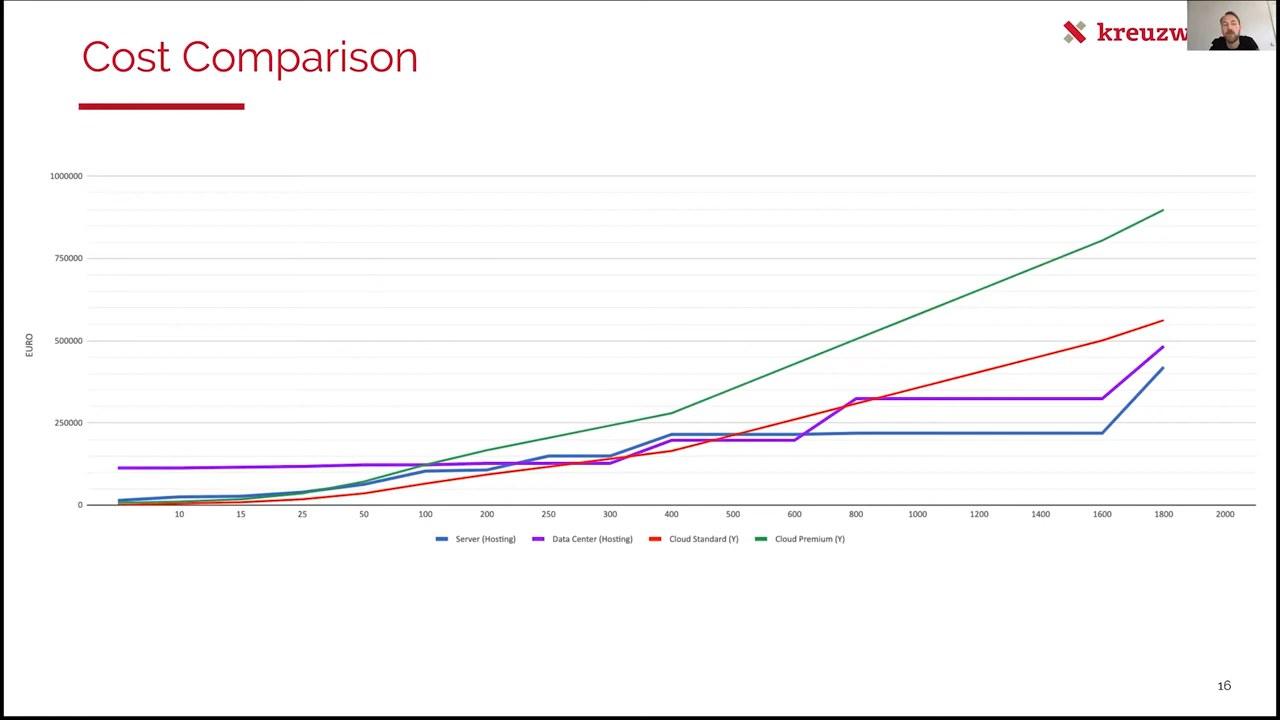 Cost Comparison
kreuzw
1000000
750000
500000
250000
0
EURO
10 15 25 50 100 200 250 300 400 500 600 800 1000 1200 1400 1600 1800 2000
Server (Hosting) Data Center (Hosting) Cloud Standard (Y) Cloud Premium (Y)
16